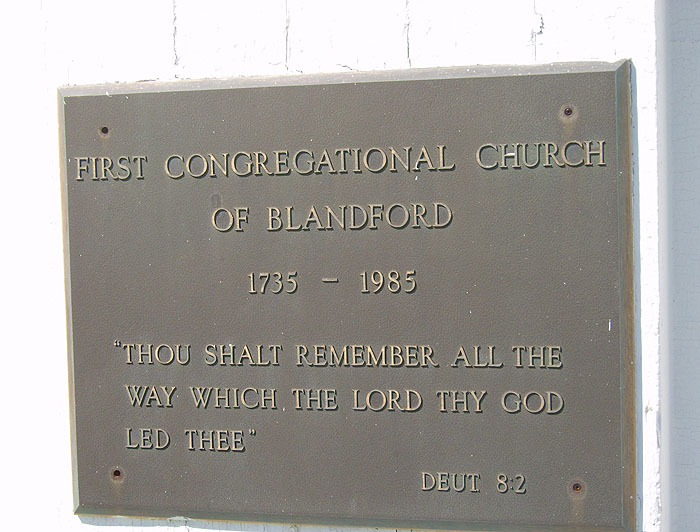 FIRST CONGREGATIONAL CHURCH
OF BLANDFORD
1735 – 1985
"THOU SHALT REMEMBER ALL THE
WAY WHICH THE LORD THY GOD
LED THEE"
DEUT 8:2